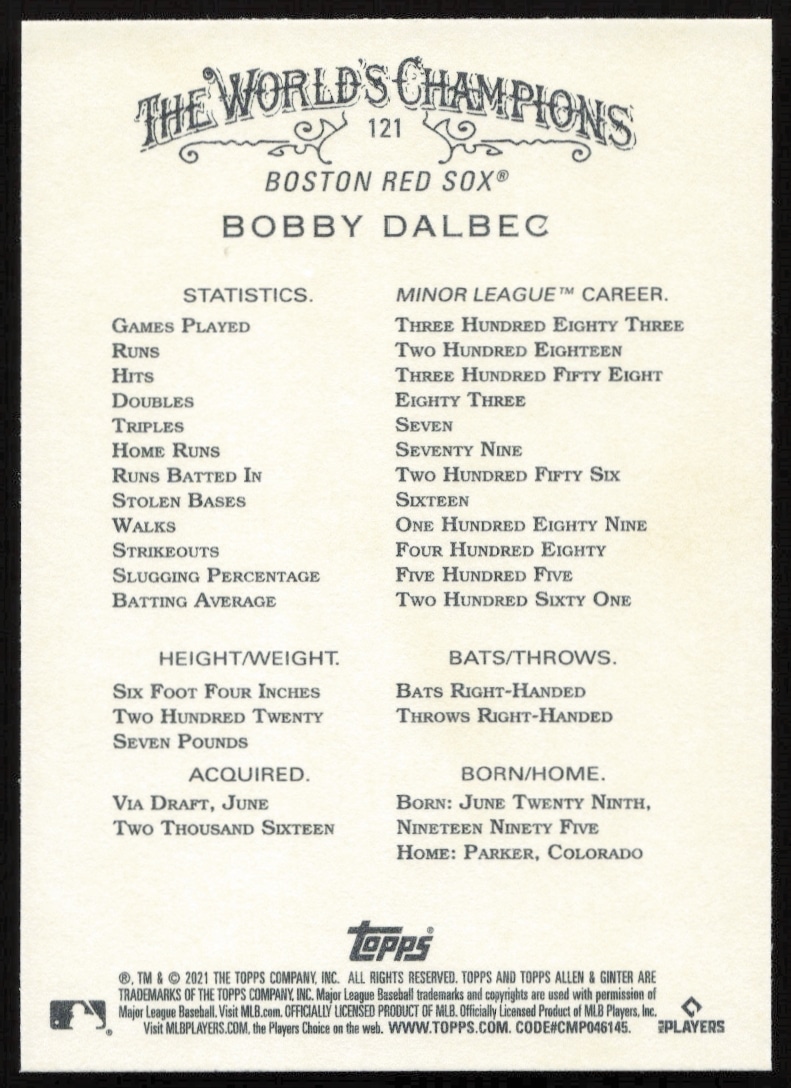 THE WORLD'S CHAMPIONS
121
BOSTON RED SOX®
BOBBY DALBEC
STATISTICS.
GAMES PLAYED
RUNS
HITS
DOUBLES
TRIPLES
HOME RUNS
RUNS BATTED IN
STOLEN BASES
WALKS
STRIKEOUTS
SLUGGING PERCENTAGE
BATTING AVERAGE
MINOR LEAGUE™ CAREER.
THREE HUNDRED EIGHTY THREE
TWO HUNDRED EIGHTEEN
THREE HUNDRED FIFTY EIGHT
EIGHTY THREE
SEVEN
SEVENTY NINE
TWO HUNDRED FIFTY SIX
SIXTEEN
ONE HUNDRED EIGHTY NINE
FOUR HUNDRED EIGHTY
FIVE HUNDRED FIVE
TWO HUNDRED SIXTY ONE
HEIGHT/WEIGHT.
SIX FOOT FOUR INCHES
TWO HUNDRED TWENTY
SEVEN POUNDS
BATS/THROWS.
BATS RIGHT-HANDED
THROWS RIGHT-HANDED
ACQUIRED.
VIA DRAFT, JUNE
TWO THOUSAND SIXTEEN
BORN/HOME.
BORN: JUNE TWENTY NINTH,
NINETEEN NINETY FIVE
HOME: PARKER, COLORADO
topps®
®, TM & © 2021 THE TOPPS COMPANY, INC. ALL RIGHTS RESERVED. TOPPS AND TOPPS ALLEN & GINTER ARE
TRADEMARKS OF THE TOPPS COMPANY, INC. Major League Baseball trademarks and copyrights are used with permission of
Major League Baseball. Visit MLB.com. OFFICIALLY LICENSED PRODUCT OF MLB. Officially Licensed Product of MLB Players, Inc.
Visit MLBPLAYERS.COM, the Players Choice on the web. WWW.TOPPS.COM. CODE#CMP046145.
MLBPLAYERS